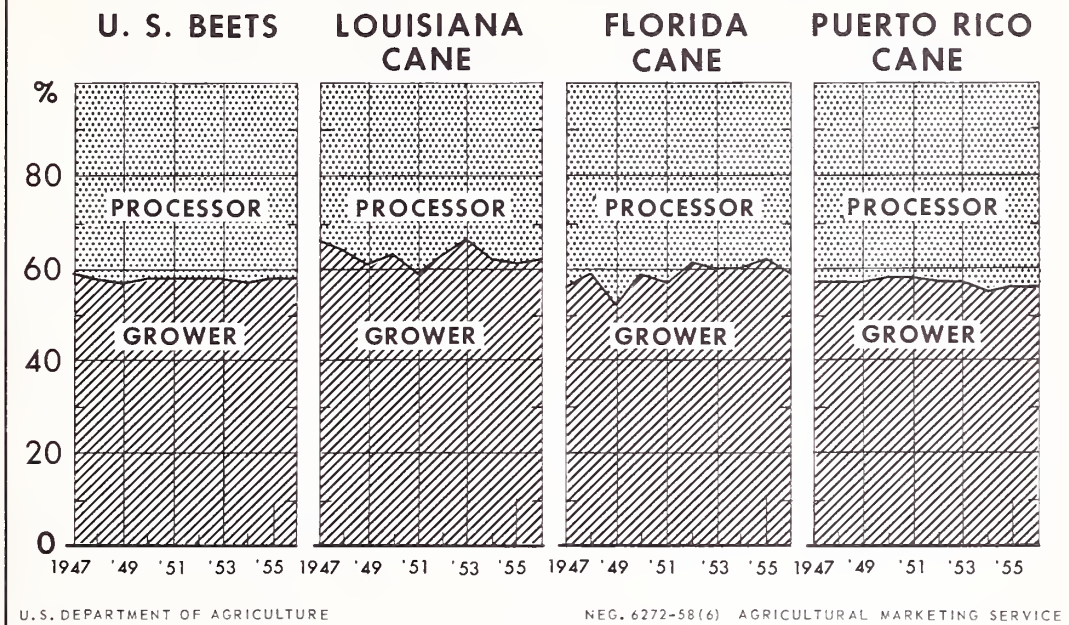 U. S. BEETS
LOUISIANA
CANE
FLORIDA
CANE
PUERTO RICO
CANE
%
80
60
40
20
0
PROCESSOR
GROWER
PROCESSOR
GROWER
PROCESSOR
GROWER
PROCESSOR
GROWER
1947 '49 '51 '53 '55
1947 '49 '51 '53 '55
1947 '49 '51 '53 '55
1947 '49 '51 '53 '55
U.S. DEPARTMENT OF AGRICULTURE
NEG. 6272-58(6) AGRICULTURAL MARKETING SERVICE